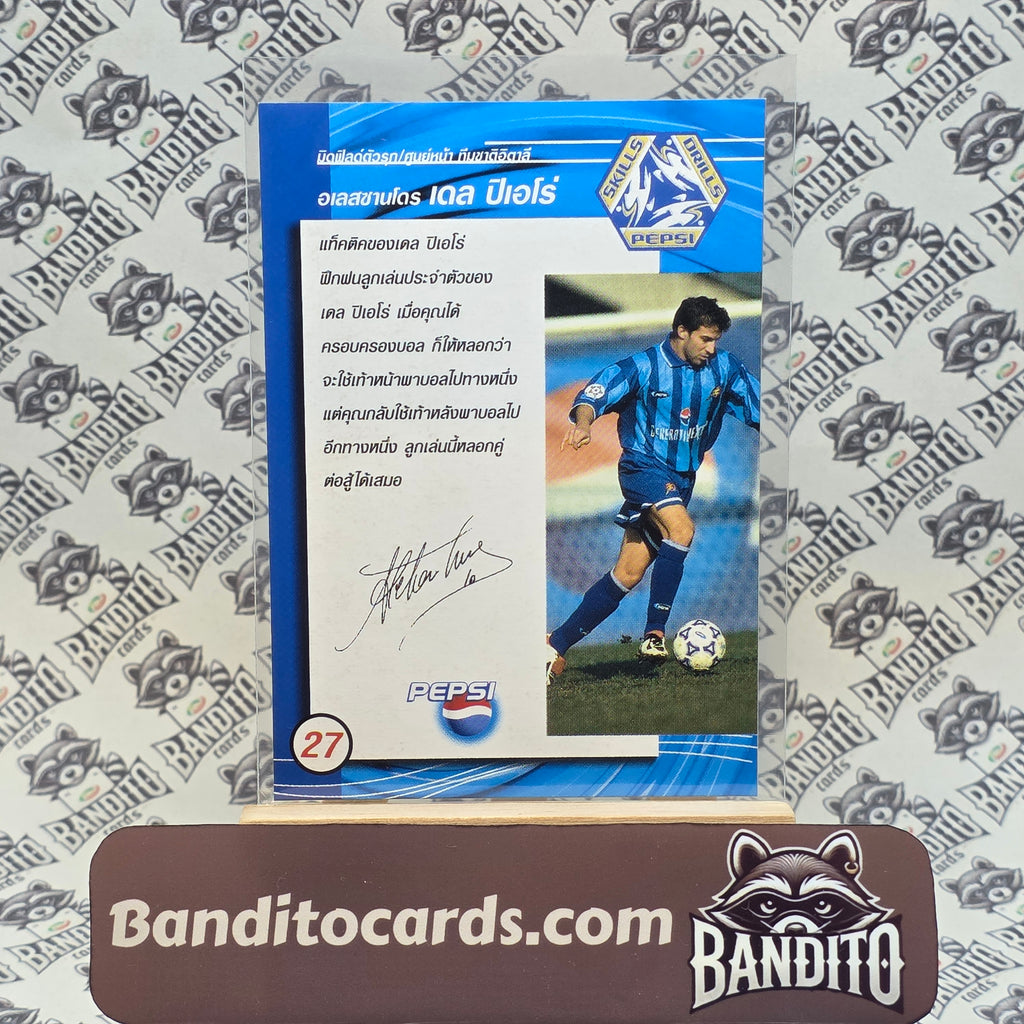 มิดฟิลด์ตัวรุก/ศูนย์หน้า ทีมชาติอิตาลี
อเลสซานโดร เดล ปิเอโร่
SKILLS DRILLS
PEPSI
แท็คติคของเดล ปิเอโร่
ฝึกฝนลูกเล่นประจำตัวของ
เดล ปิเอโร่ เมื่อคุณได้
ครอบครองบอล ก็ให้หลอกว่า
จะใช้เท้าหน้าพาบอลไปทางหนึ่ง
แต่คุณกลับใช้เท้าหลังพาบอลไป
อีกทางหนึ่ง ลูกเล่นนี้หลอกคู่
ต่อสู้ได้เสมอ
PEPSI
27
Banditocards.com
BANDITO
BANDITO
cards